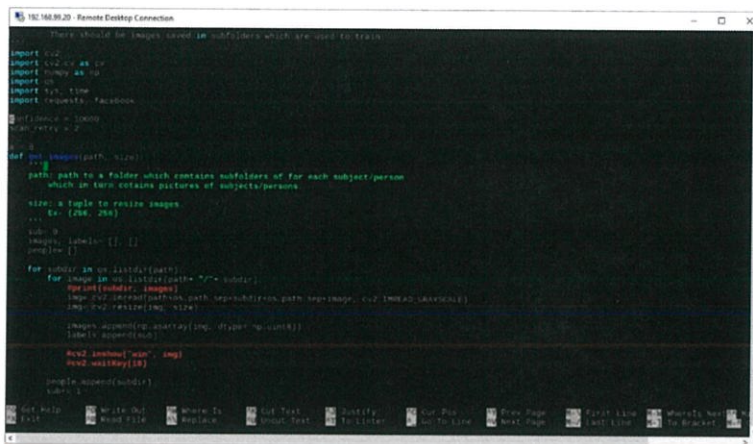 192.168.99.20 - Remote Desktop Connection
There should be images saved in subfolders which are used to train
import cv2
import cv2.cv as cv
import numpy as np
import os
import sys, time
import requests, facebook
confidence = 10000
scan_retry = 2
def get_images(path, size):
'''
path: path to a folder which contains subfolders of for each subject/person
which in turn cotains pictures of subjects/persons.
size: a tuple to resize images.
Ex- (256, 256)
'''
sub= 0
images, labels= [], []
people= []
for subdir in os.listdir(path):
for image in os.listdir(path+ "/"+ subdir):
#print(subdir, images)
img= cv2.imread(path+os.path.sep+subdir+os.path.sep+image, cv2.IMREAD_GRAYSCALE)
img= cv2.resize(img, size)
images.append(np.asarray(img, dtype= np.uint8))
labels.append(sub)
#cv2.imshow("win", img)
#cv2.waitKey(10)
people.append(subdir)
sub+= 1
Get Help Write Out Where Is Cut Text Justify Cur Pos Prev Page First Line WhereIs Next
Exit Read File Replace Uncut Text To Linter Go To Line Next Page Last Line To Bracket